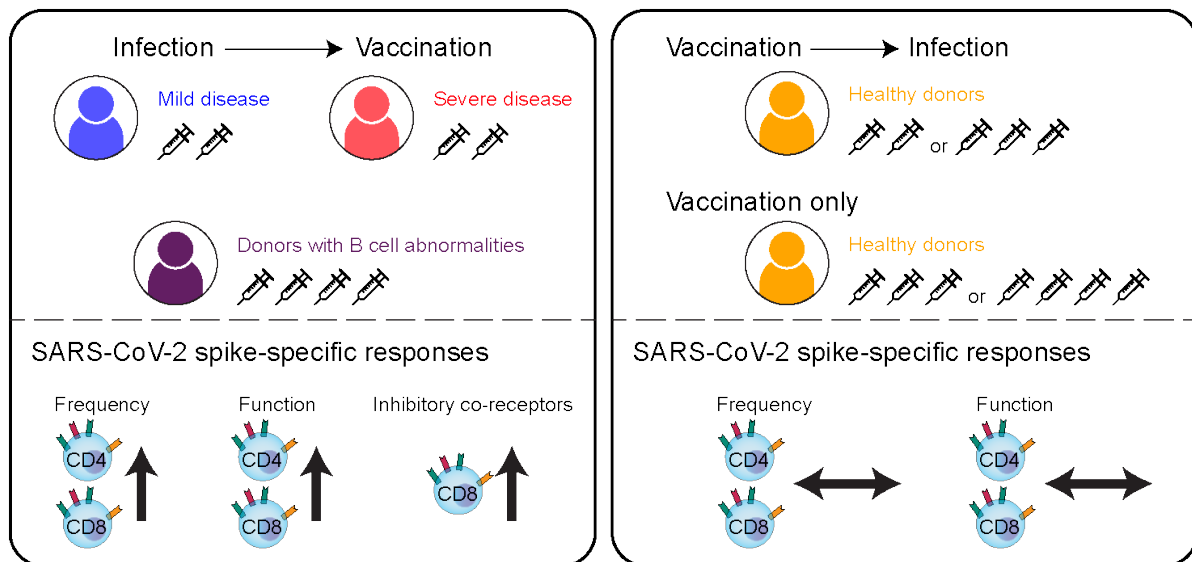 Infection Vaccination
Mild disease
Severe disease
Donors with B cell abnormalities
SARS-CoV-2 spike-specific responses
Frequency
Function
Inhibitory co-receptors
CD4
CD4
CD8
CD8
CD8
Vaccination Infection
Healthy donors
or
Vaccination only
Healthy donors
or
SARS-CoV-2 spike-specific responses
Frequency
Function
CD4
CD4
CD8
CD8